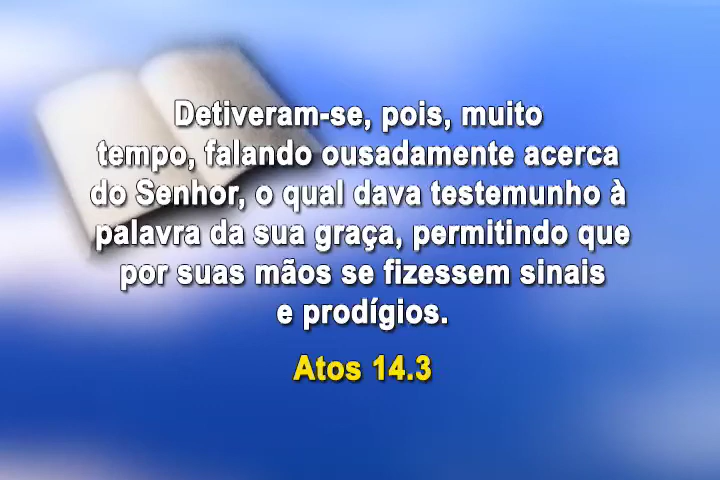 Detiveram-se, pois, muito
tempo, falando ousadamente acerca
do Senhor, o qual dava testemunho à
palavra da sua graça, permitindo que
por suas mãos se fizessem sinais
e prodígios.
Atos 14.3